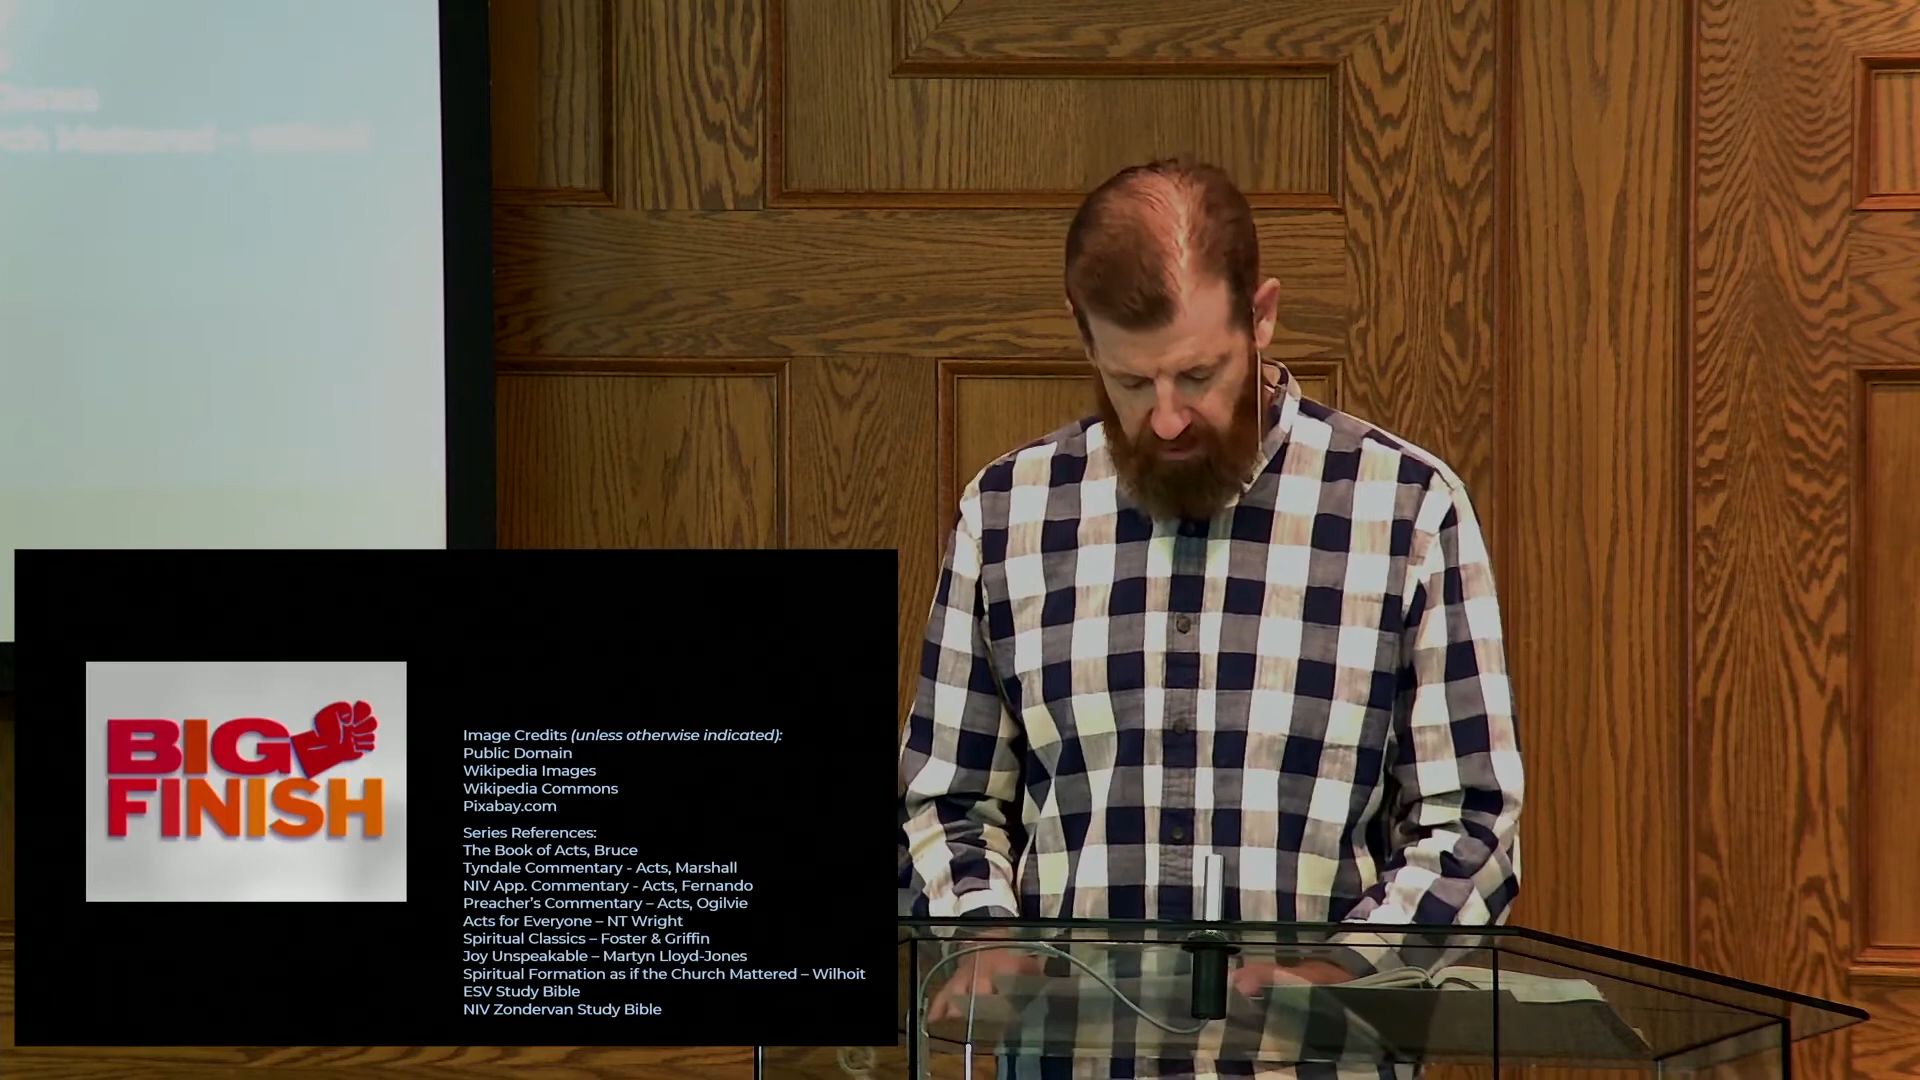 Mattered - Wilhoit
BIG
FINISH
Image Credits (unless otherwise indicated):
Public Domain
Wikipedia Images
Wikipedia Commons
Pixabay.com
Series References:
The Book of Acts, Bruce
Tyndale Commentary - Acts, Marshall
NIV App. Commentary - Acts, Fernando
Preacher's Commentary – Acts, Ogilvie
Acts for Everyone – NT Wright
Spiritual Classics – Foster & Griffin
Joy Unspeakable – Martyn Lloyd-Jones
Spiritual Formation as if the Church Mattered – Wilhoit
ESV Study Bible
NIV Zondervan Study Bible